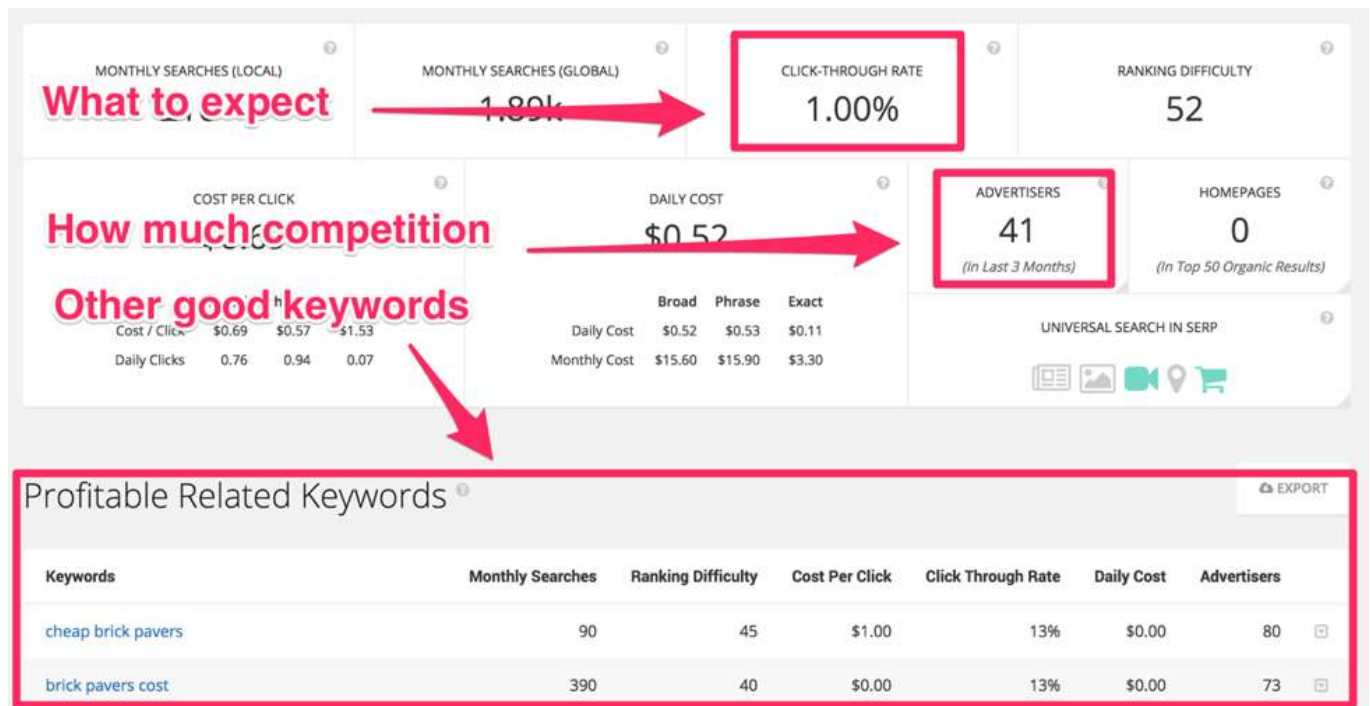 MONTHLY SEARCHES (LOCAL) MONTHLY SEARCHES (GLOBAL) CLICK-THROUGH RATE RANKING DIFFICULTY
What to expect 1.89k 1.00% 52
COST PER CLICK DAILY COST ADVERTISERS HOMEPAGES
How much competition $0.52 41 0
(In Last 3 Months) (In Top 50 Organic Results)
Other good keywords
Broad Phrase Exact
UNIVERSAL SEARCH IN SERP
Cost / Click $0.69 $0.57 $1.53 Daily Cost $0.52 $0.53 $0.11
Daily Clicks 0.76 0.94 0.07 Monthly Cost $15.60 $15.90 $3.30
Profitable Related Keywords EXPORT
Keywords Monthly Searches Ranking Difficulty Cost Per Click Click Through Rate Daily Cost Advertisers
cheap brick pavers 90 45 $1.00 13% $0.00 80
brick pavers cost 390 40 $0.00 13% $0.00 73